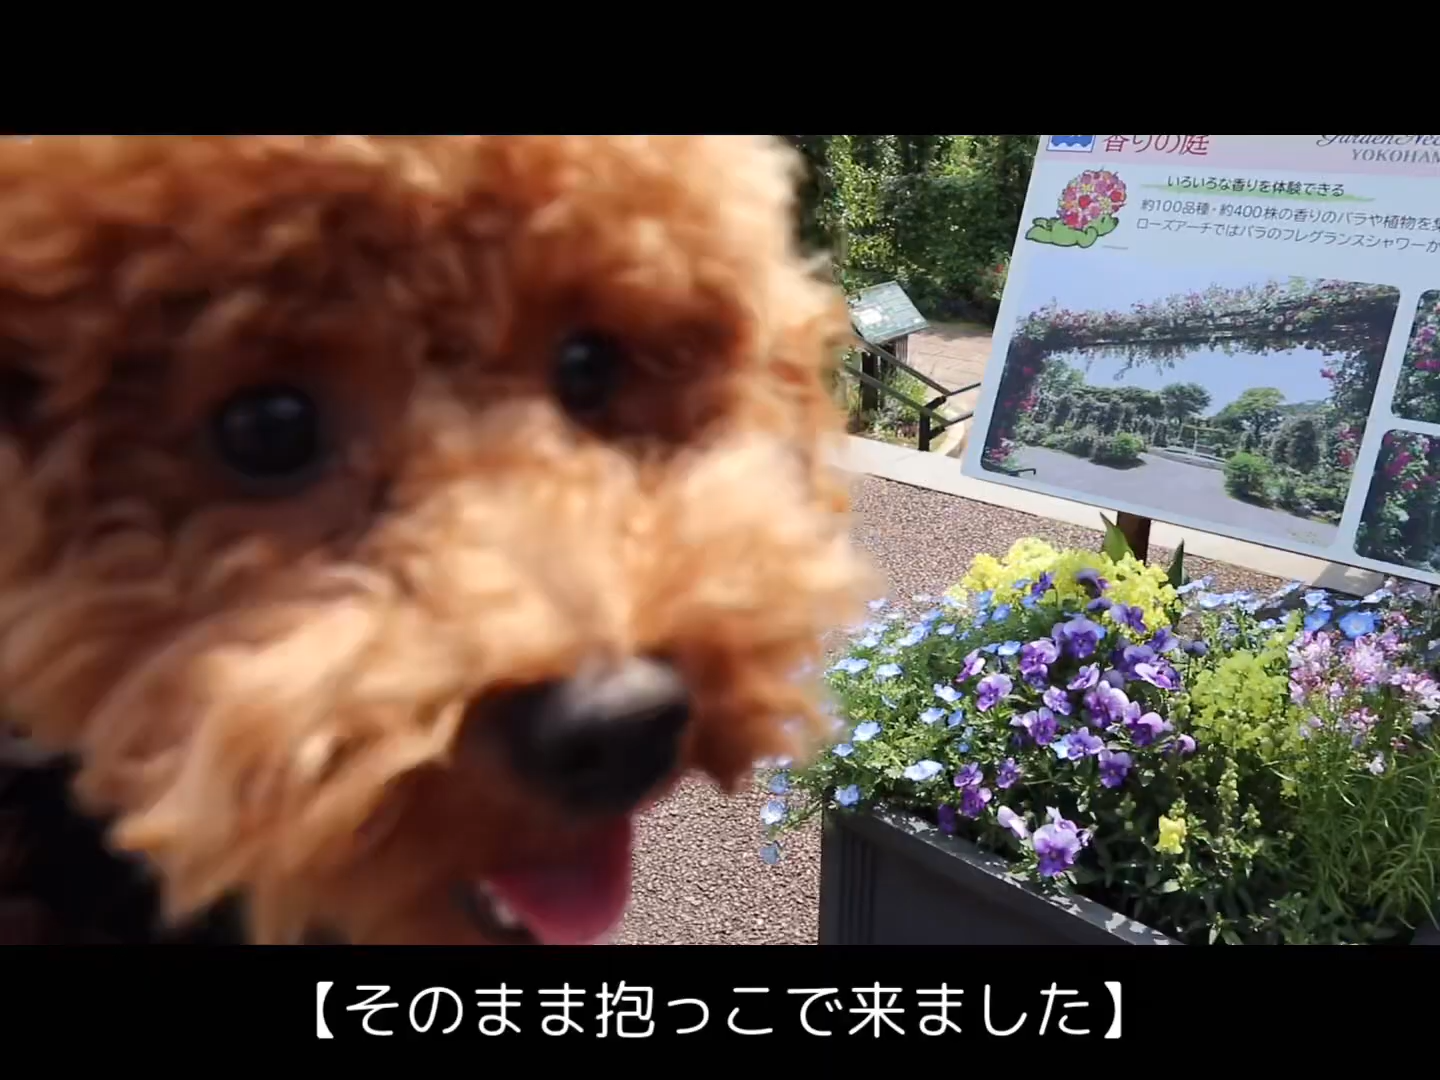 香りの庭
YOKOHAM
いろいろな香りを体験できる
約100品種・約400株の香りのバラや植物を集
ローズアーチではバラのフレグランスシャワーが
【そのまま抱っこで来ました】